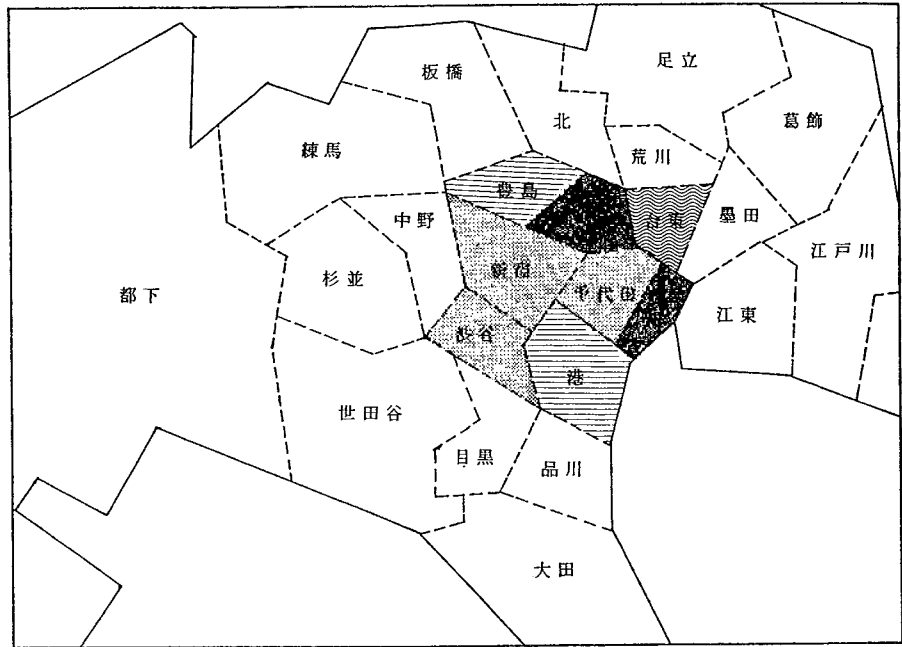 足立
板橋
北
葛飾
練馬
荒川
豊島
中野
台東
墨田
江戸川
新宿
杉並
千代田
都下
江東
渋谷
港
世田谷
目黒
品川
大田